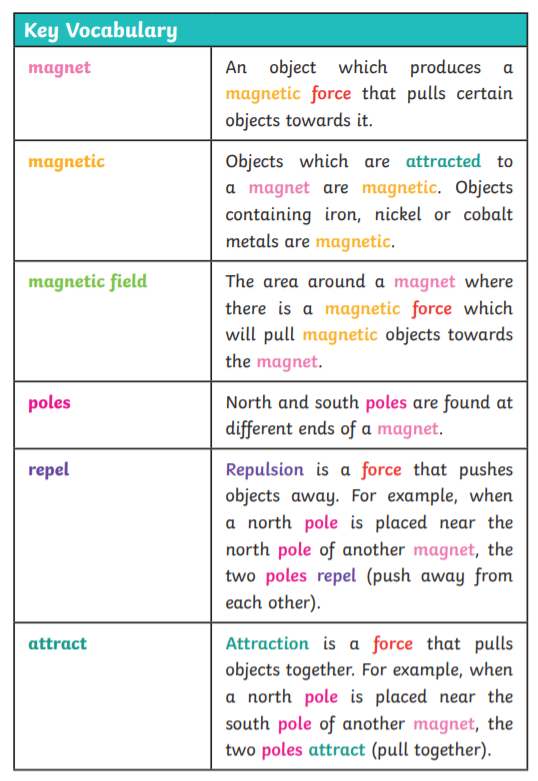 Key Vocabulary
magnet
An object which produces a
magnetic force that pulls certain
objects towards it.
magnetic
Objects which are attracted to
a magnet are magnetic. Objects
containing iron, nickel or cobalt
metals are magnetic.
magnetic field
The area around a magnet where
there is a magnetic force which
will pull magnetic objects towards
the magnet.
poles
North and south poles are found at
different ends of a magnet.
repel
Repulsion is a force that pushes
objects away. For example, when
a north pole is placed near the
north pole of another magnet, the
two poles repel (push away from
each other).
attract
Attraction is a force that pulls
objects together. For example, when
a north pole is placed near the
south pole of another magnet, the
two poles attract (pull together).